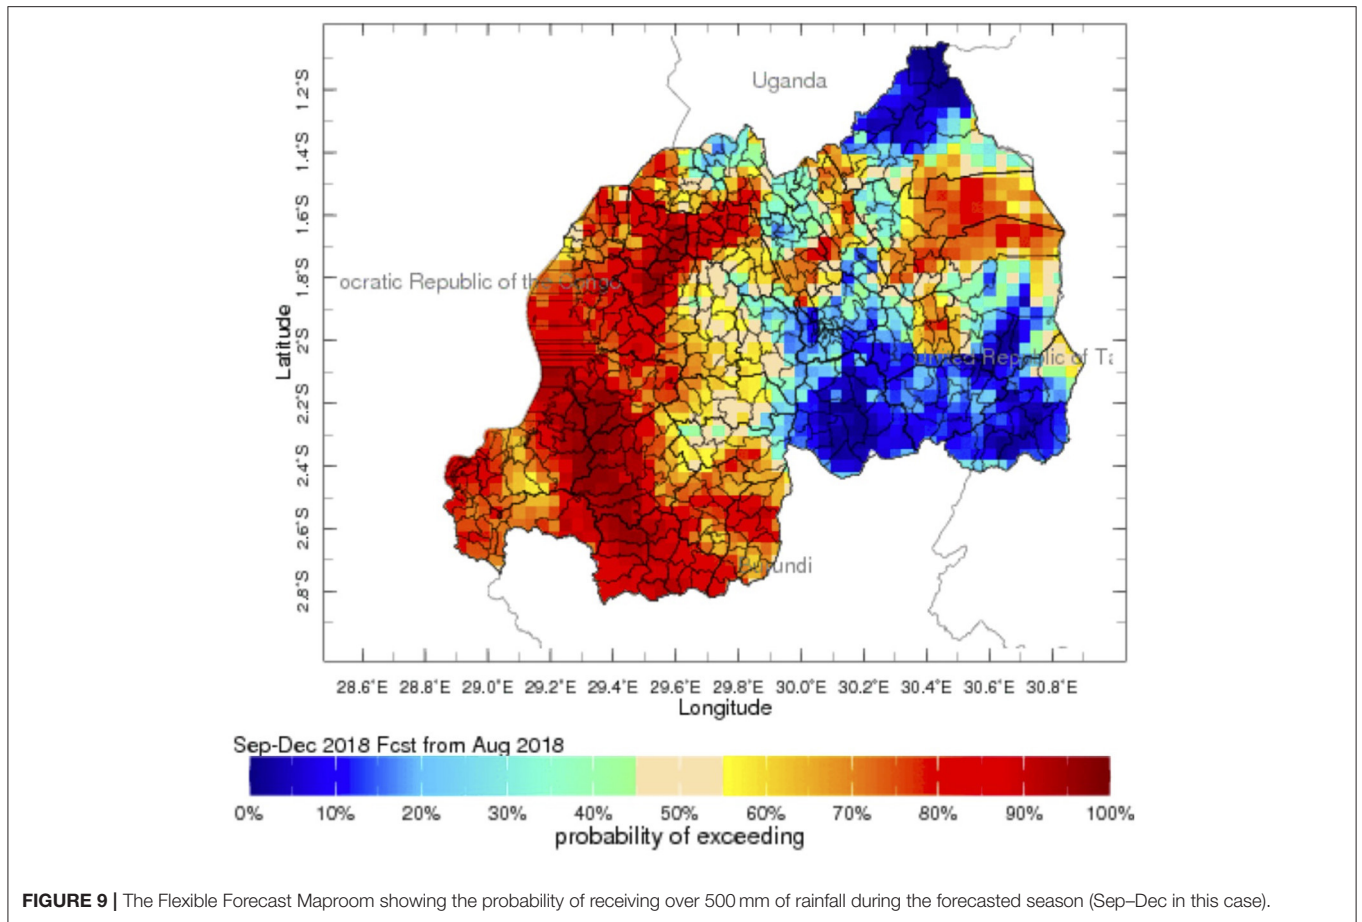 Uganda
ocratic Republic of the Congo
United Republic of Ta
Burundi
1.2°S
1.4°S
1.6°S
1.8°S
2°S
2.2°S
2.4°S
2.6°S
2.8°S
Latitude
28.6°E 28.8°E 29.0°E 29.2°E 29.4°E 29.6°E 29.8°E 30.0°E 30.2°E 30.4°E 30.6°E 30.8°E
Longitude
Sep-Dec 2018 Fcst from Aug 2018
0% 10% 20% 30% 40% 50% 60% 70% 80% 90% 100%
probability of exceeding
FIGURE 9 | The Flexible Forecast Maproom showing the probability of receiving over 500 mm of rainfall during the forecasted season (Sep–Dec in this case).